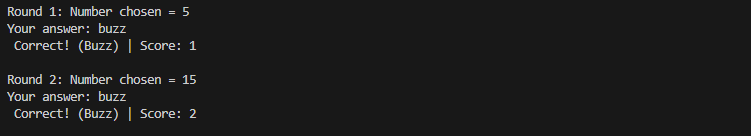 Round 1: Number chosen = 5
Your answer: buzz
Correct! (Buzz) | Score: 1
Round 2: Number chosen = 15
Your answer: buzz
Correct! (Buzz) | Score: 2